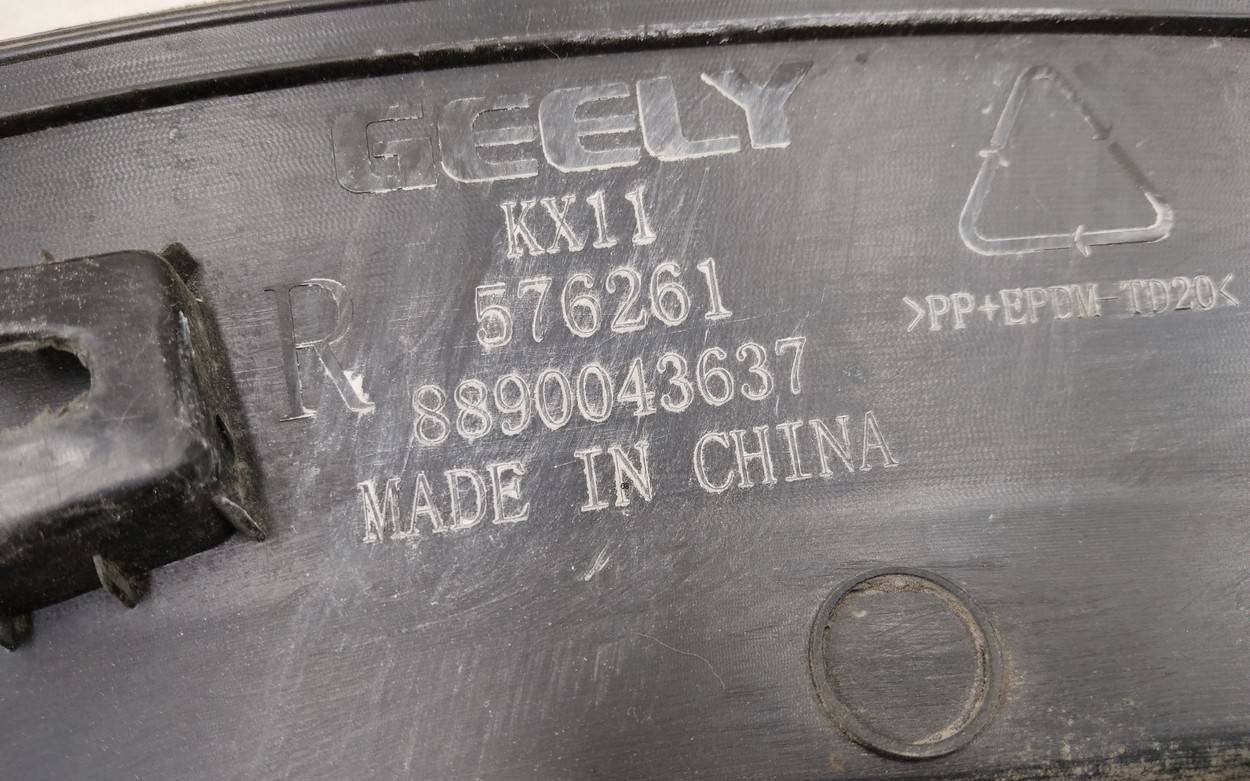 GEELY
KX11
R
576261
8890043637
MADE IN CHINA
>PP+EPDM-TD20<